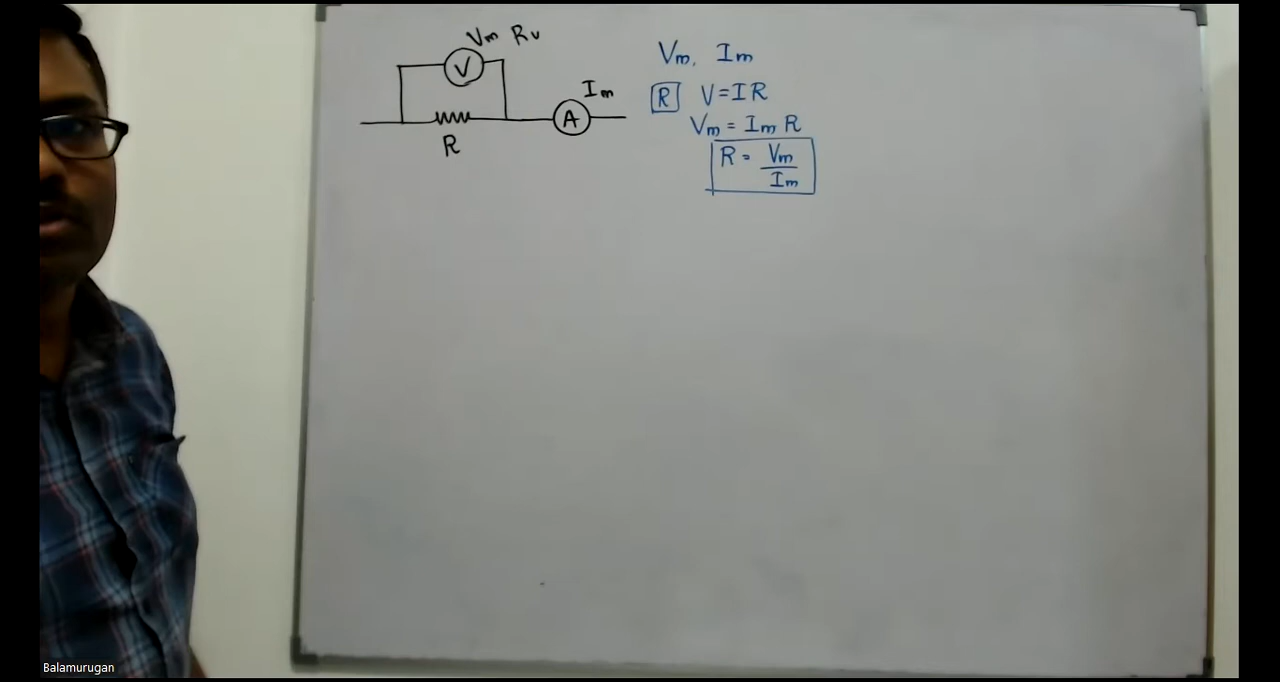 Vm Rv
V
Im
A
R
Vm, Im
R V=IR
Vm = Im R
R = Vm/Im
Balamurugan